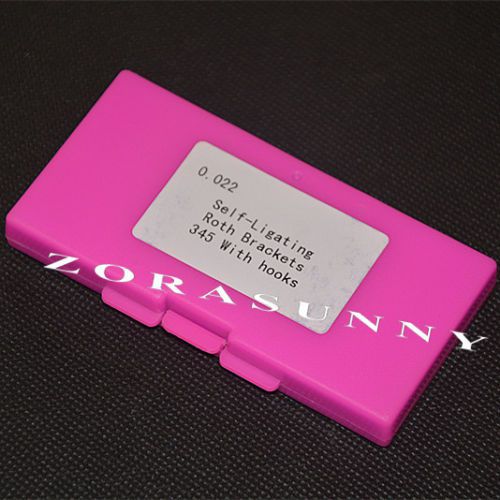 0.022
Self-Ligating
Roth Brackets
345 With hooks
ZORASUNNY